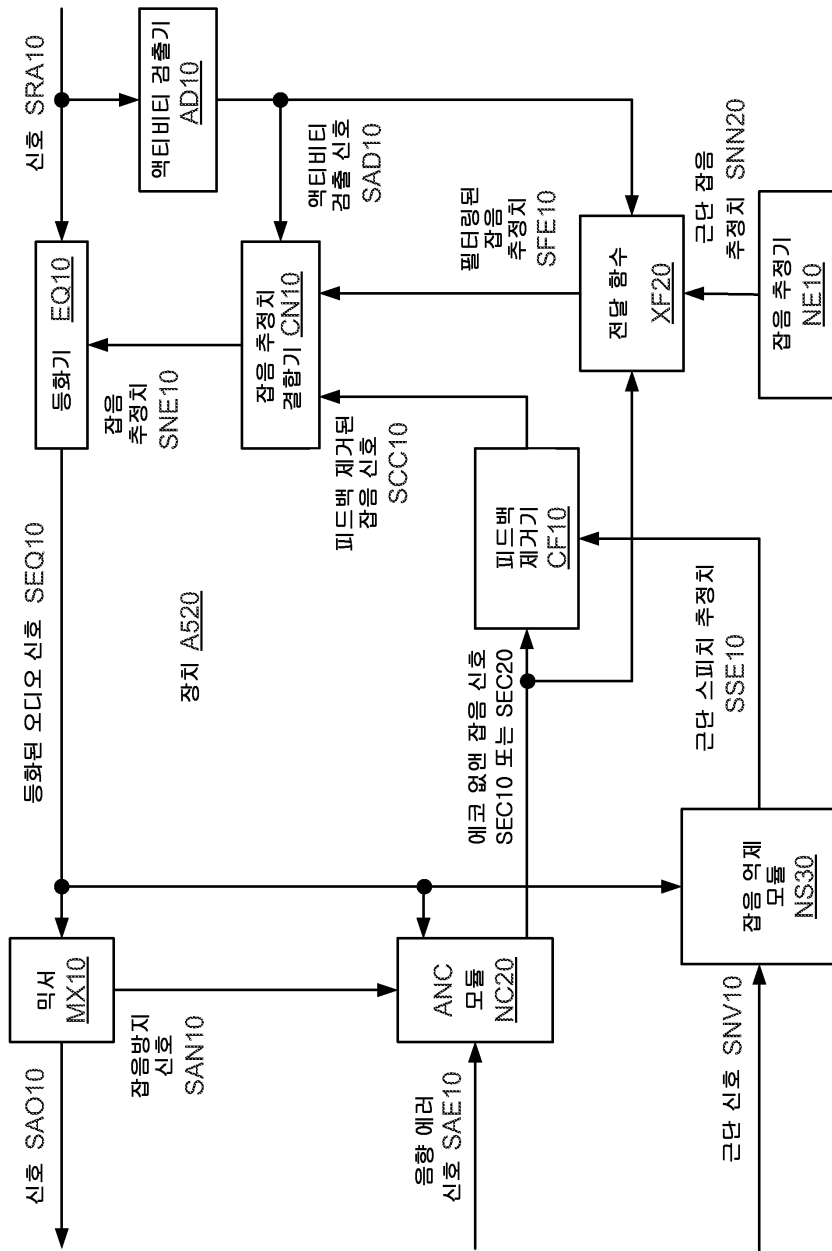 신호 SAO10
믹서
MX10
등화된 오디오 신호 SEQ10
등화기 EQ10
신호 SRA10
잡음방지
신호
SAN10
잡음
추정치
SNE10
액티비티 검출기
AD10
장치 A520
잡음 추정치
결합기 CN10
액티비티
검출 신호
SAD10
피드백 제거된
잡음 신호
SCC10
필터링된
잡음
추정치
SFE10
음향 에러
신호 SAE10
ANC
모듈
NC20
에코 없앤 잡음 신호
SEC10 또는 SEC20
피드백
제거기
CF10
전달 함수
XF20
근단 잡음
추정치 SNN20
근단 스피치 추정치
SSE10
근단 신호 SNV10
잡음 억제
모듈
NS30
잡음 추정기
NE10